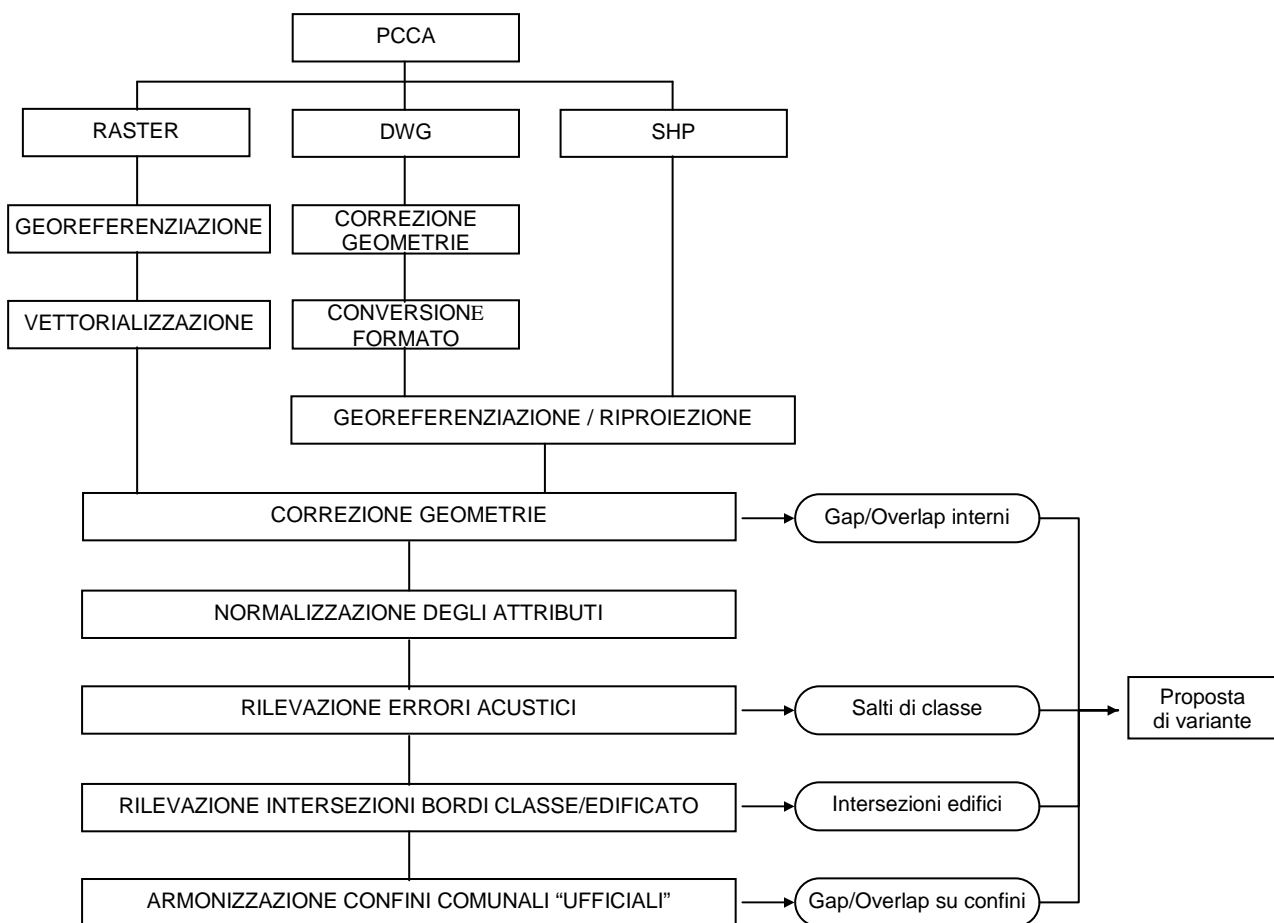 PCCA
RASTER
DWG
SHP
GEOREFERENZIAZIONE
CORREZIONE
GEOMETRIE
VETTORIALIZZAZIONE
CONVERSIONE
FORMATO
GEOREFERENZIAZIONE / RIPROIEZIONE
CORREZIONE GEOMETRIE
Gap/Overlap interni
NORMALIZZAZIONE DEGLI ATTRIBUTI
RILEVAZIONE ERRORI ACUSTICI
Salti di classe
Proposta
di variante
RILEVAZIONE INTERSEZIONI BORDI CLASSE/EDIFICATO
Intersezioni edifici
ARMONIZZAZIONE CONFINI COMUNALI “UFFICIALI”
Gap/Overlap su confini